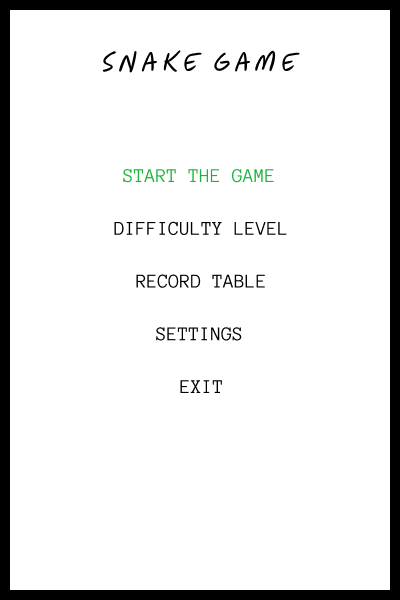 SNAKE GAME
START THE GAME
DIFFICULTY LEVEL
RECORD TABLE
SETTINGS
EXIT